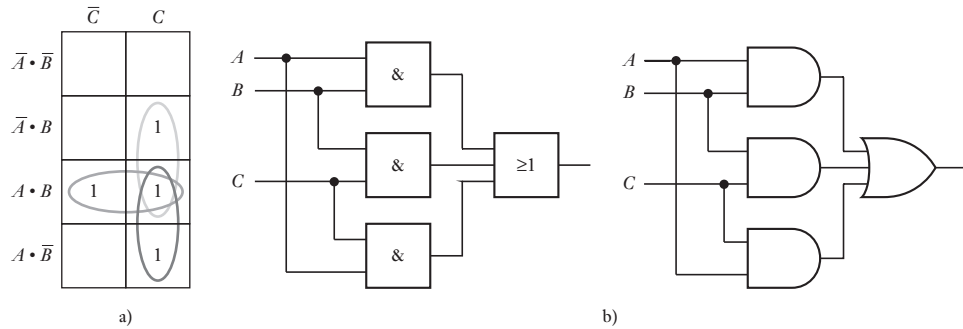 C̅ C
A̅ • B̅
A̅ • B 1
A • B 1 1
A • B̅ 1
a)
A
B
C
&
&
&
≥1
A
B
C
b)